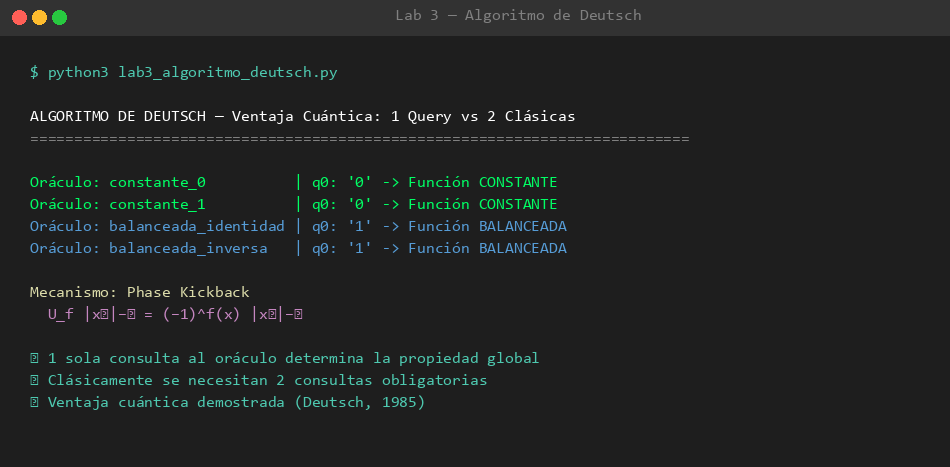 Lab 3 — Algoritmo de Deutsch
$ python3 lab3_algoritmo_deutsch.py
ALGORITMO DE DEUTSCH — Ventaja Cuántica: 1 Query vs 2 Clásicas
==========================================================================
Oráculo: constante_0          | q0: '0' -> Función CONSTANTE
Oráculo: constante_1          | q0: '0' -> Función CONSTANTE
Oráculo: balanceada_identidad | q0: '1' -> Función BALANCEADA
Oráculo: balanceada_inversa   | q0: '1' -> Función BALANCEADA
Mecanismo: Phase Kickback
U_f |x▯|−▯ = (−1)^f(x) |x▯|−▯
▯ 1 sola consulta al oráculo determina la propiedad global
▯ Clásicamente se necesitan 2 consultas obligatorias
▯ Ventaja cuántica demostrada (Deutsch, 1985)